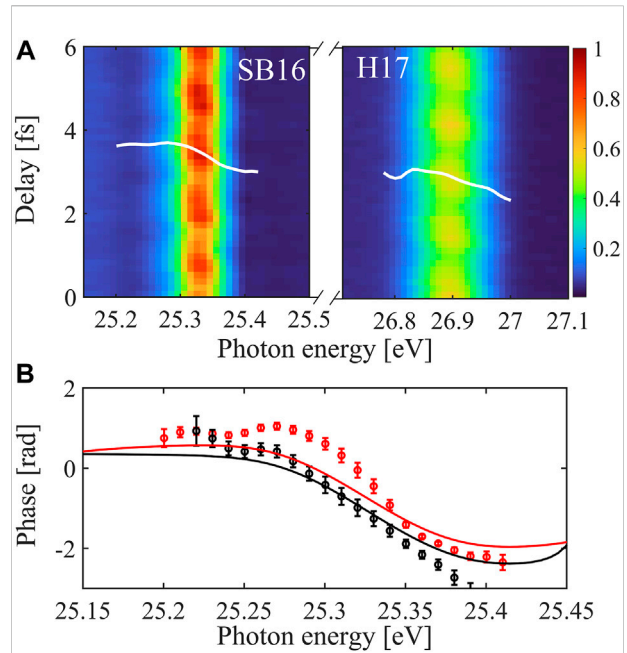 A
SB16
H17
Delay [fs]
6
4
2
0
25.2 25.3 25.4 25.5
26.8 26.9 27 27.1
Photon energy [eV]
1
0.8
0.6
0.4
0.2
B
Phase [rad]
2
0
-2
25.15 25.2 25.25 25.3 25.35 25.4 25.45
Photon energy [eV]